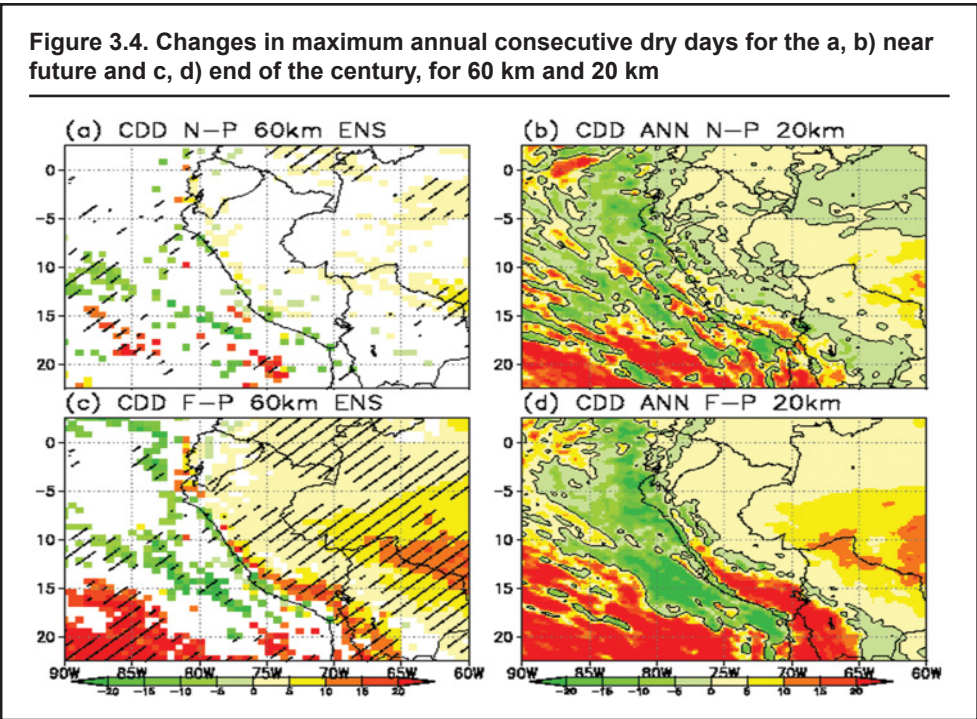 Figure 3.4. Changes in maximum annual consecutive dry days for the a, b) near
future and c, d) end of the century, for 60 km and 20 km
(a) CDD N-P 60km ENS
(b) CDD ANN N-P 20km
0
-5
10
15
20
0
-5
10
15
20
(c) CDD F-P 60km ENS
(d) CDD ANN F-P 20km
0
-5
10
15
20
90W 85W 80W 75W 70W 65W 60W
-20 -15 -10 -5 0 5 10 15 20
0
-5
10
15
20
90W 85W 80W 75W 70W 65W 60W
-20 -15 -10 -5 0 5 10 15 20